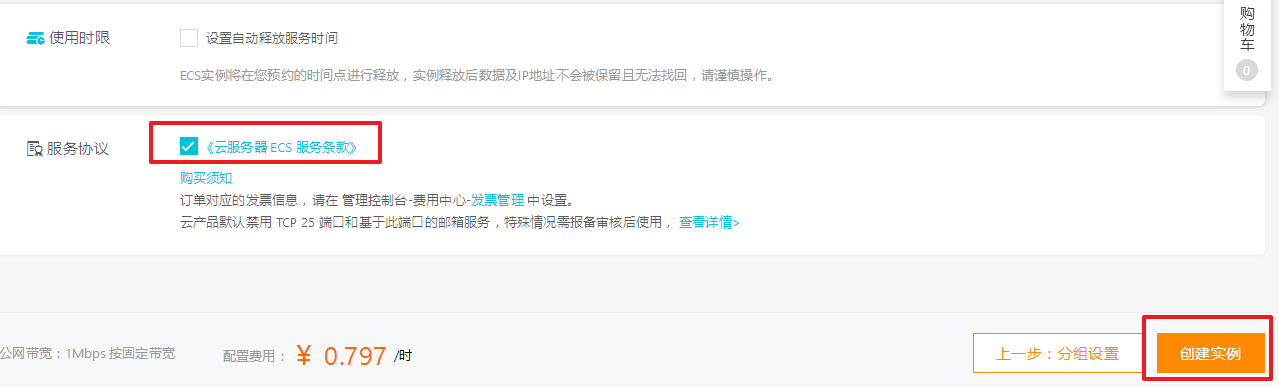 使用时限
设置自动释放服务时间
ECS实例将在您预约的时间点进行释放，实例释放后数据及IP地址不会被保留且无法找回，请谨慎操作。
购物车
0
服务协议
《云服务器 ECS 服务条款》
购买须知
订单对应的发票信息，请在 管理控制台-费用中心-发票管理 中设置。
云产品默认禁用 TCP 25 端口和基于此端口的邮箱服务，特殊情况需报备审核后使用， 查看详情>
公网带宽：1Mbps 按固定带宽
配置费用： ¥ 0.797 /时
上一步：分组设置
创建实例